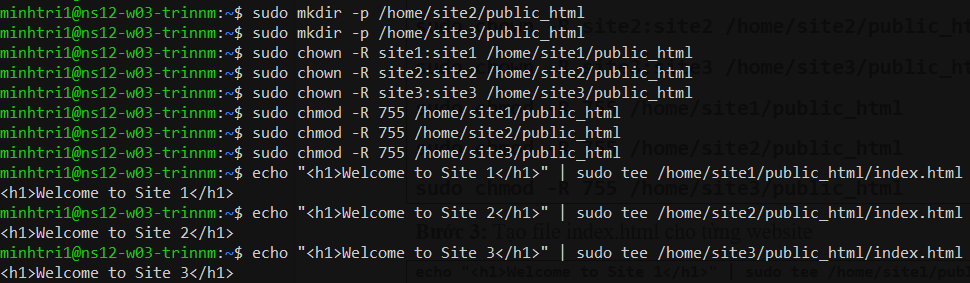 minhtri1@ns12-w03-trinnm:~$ sudo mkdir -p /home/site2/public_html
minhtri1@ns12-w03-trinnm:~$ sudo mkdir -p /home/site3/public_html
minhtri1@ns12-w03-trinnm:~$ sudo chown -R site1:site1 /home/site1/public_html
minhtri1@ns12-w03-trinnm:~$ sudo chown -R site2:site2 /home/site2/public_html
minhtri1@ns12-w03-trinnm:~$ sudo chown -R site3:site3 /home/site3/public_html
minhtri1@ns12-w03-trinnm:~$ sudo chmod -R 755 /home/site1/public_html
minhtri1@ns12-w03-trinnm:~$ sudo chmod -R 755 /home/site2/public_html
minhtri1@ns12-w03-trinnm:~$ sudo chmod -R 755 /home/site3/public_html
minhtri1@ns12-w03-trinnm:~$ echo "<h1>Welcome to Site 1</h1>" | sudo tee /home/site1/public_html/index.html
<h1>Welcome to Site 1</h1>
minhtri1@ns12-w03-trinnm:~$ echo "<h1>Welcome to Site 2</h1>" | sudo tee /home/site2/public_html/index.html
<h1>Welcome to Site 2</h1>
minhtri1@ns12-w03-trinnm:~$ echo "<h1>Welcome to Site 3</h1>" | sudo tee /home/site3/public_html/index.html
<h1>Welcome to Site 3</h1>